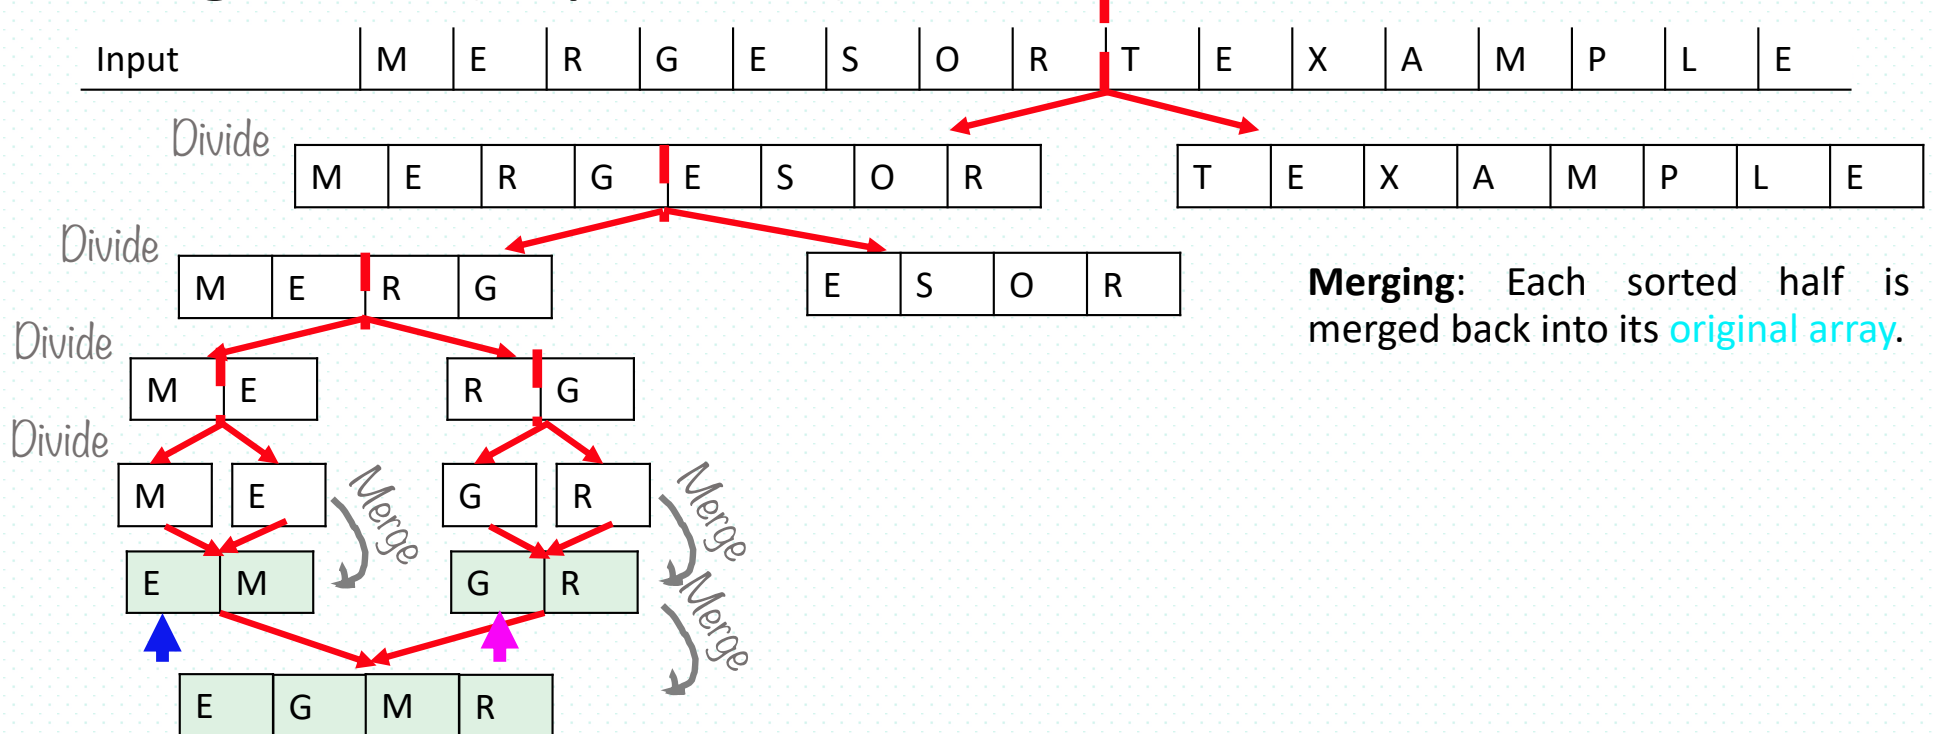 Input M E R G E S O R T E X A M P L E
Divide
M E R G E S O R T E X A M P L E
Divide
M E R G E S O R
Merging: Each sorted half is
merged back into its original array.
Divide
M E R G
Divide
M E G R
Merge Merge
E M G R
Merge
E G M R